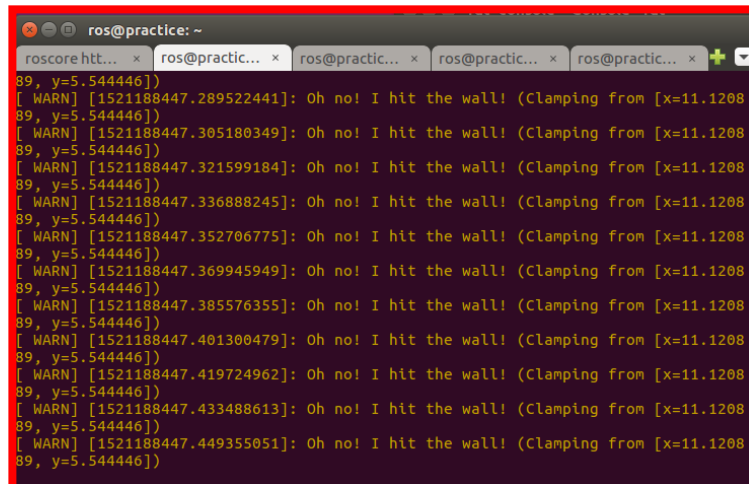 ros@practice: ~
roscore htt... × ros@practic... × ros@practic... × ros@practic... × ros@practic... ×
89, y=5.544446])
[ WARN] [1521188447.289522441]: Oh no! I hit the wall! (Clamping from [x=11.1208
89, y=5.544446])
[ WARN] [1521188447.305180349]: Oh no! I hit the wall! (Clamping from [x=11.1208
89, y=5.544446])
[ WARN] [1521188447.321599184]: Oh no! I hit the wall! (Clamping from [x=11.1208
89, y=5.544446])
[ WARN] [1521188447.336888245]: Oh no! I hit the wall! (Clamping from [x=11.1208
89, y=5.544446])
[ WARN] [1521188447.352706775]: Oh no! I hit the wall! (Clamping from [x=11.1208
89, y=5.544446])
[ WARN] [1521188447.369945949]: Oh no! I hit the wall! (Clamping from [x=11.1208
89, y=5.544446])
[ WARN] [1521188447.385576355]: Oh no! I hit the wall! (Clamping from [x=11.1208
89, y=5.544446])
[ WARN] [1521188447.401300479]: Oh no! I hit the wall! (Clamping from [x=11.1208
89, y=5.544446])
[ WARN] [1521188447.419724962]: Oh no! I hit the wall! (Clamping from [x=11.1208
89, y=5.544446])
[ WARN] [1521188447.433488613]: Oh no! I hit the wall! (Clamping from [x=11.1208
89, y=5.544446])
[ WARN] [1521188447.449355051]: Oh no! I hit the wall! (Clamping from [x=11.1208
89, y=5.544446])